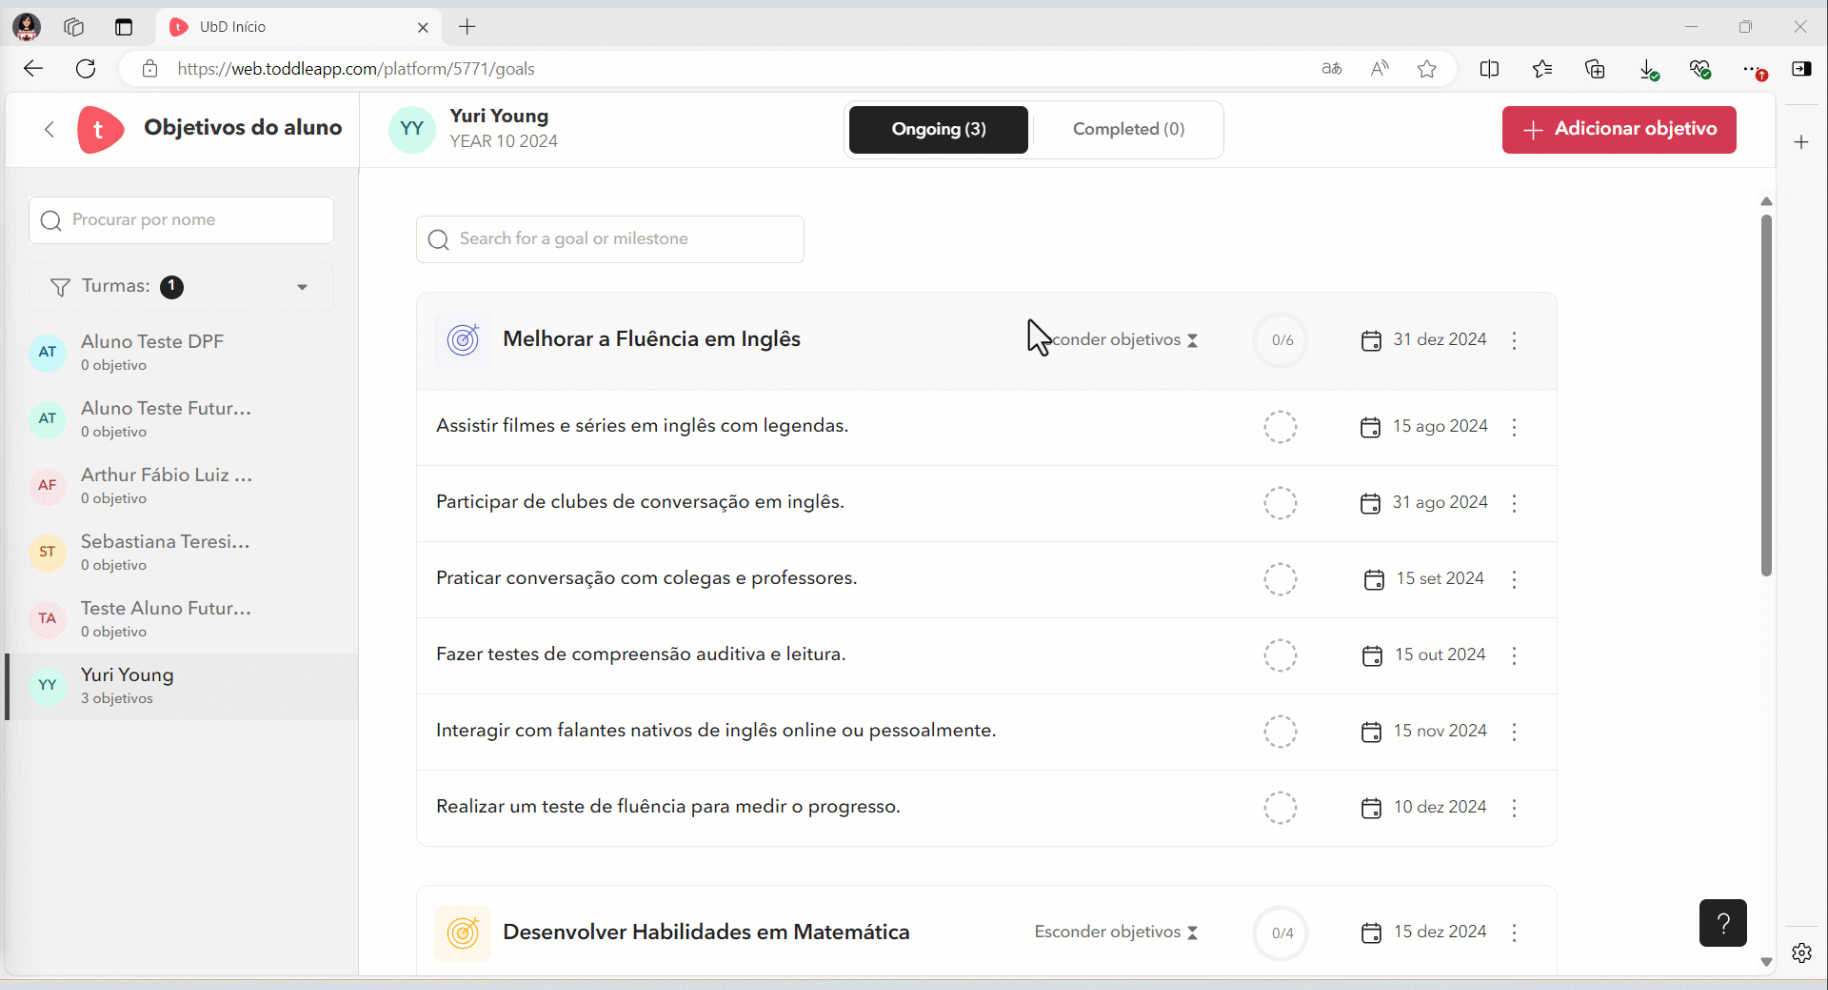 UbD Início
https://web.toddleapp.com/platform/5771/goals
aあ
t
Objetivos do aluno
YY
Yuri Young
YEAR 10 2024
Ongoing (3)
Completed (0)
Adicionar objetivo
Procurar por nome
Turmas: 1
AT
Aluno Teste DPF
0 objetivo
AT
Aluno Teste Futur...
0 objetivo
AF
Arthur Fábio Luiz ...
0 objetivo
ST
Sebastiana Teresi...
0 objetivo
TA
Teste Aluno Futur...
0 objetivo
YY
Yuri Young
3 objetivos
Search for a goal or milestone
Melhorar a Fluência em Inglês
conder objetivos
0/6
31 dez 2024
Assistir filmes e séries em inglês com legendas.
15 ago 2024
Participar de clubes de conversação em inglês.
31 ago 2024
Praticar conversação com colegas e professores.
15 set 2024
Fazer testes de compreensão auditiva e leitura.
15 out 2024
Interagir com falantes nativos de inglês online ou pessoalmente.
15 nov 2024
Realizar um teste de fluência para medir o progresso.
10 dez 2024
Desenvolver Habilidades em Matemática
Esconder objetivos
0/4
15 dez 2024
?